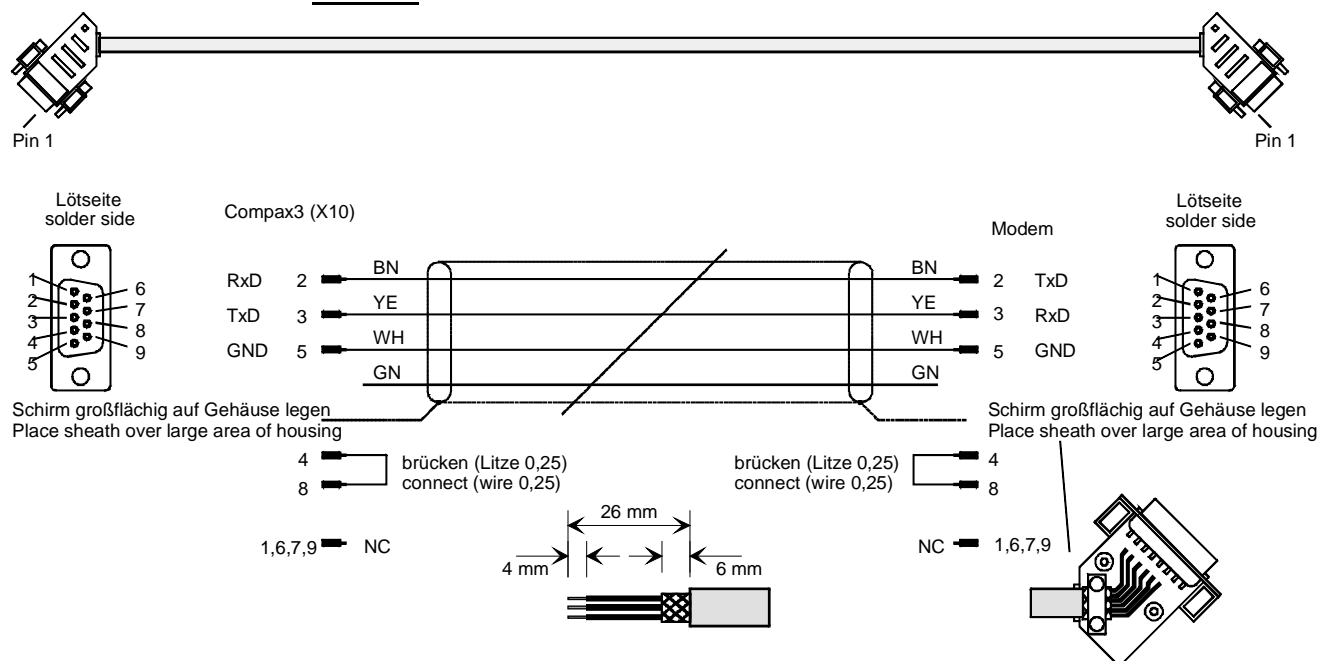 Pin 1
Pin 1
Lötseite
solder side
1
2
3
4
5
6
7
8
9
Compax3 (X10)
Modem
Lötseite
solder side
1
2
3
4
5
6
7
8
9
RxD 2 BN BN 2 TxD
TxD 3 YE YE 3 RxD
GND 5 WH WH 5 GND
GN GN
Schirm großflächig auf Gehäuse legen
Place sheath over large area of housing
Schirm großflächig auf Gehäuse legen
Place sheath over large area of housing
4
8
brücken (Litze 0,25)
connect (wire 0,25)
brücken (Litze 0,25)
connect (wire 0,25)
4
8
1,6,7,9 NC
NC 1,6,7,9
26 mm
4 mm
6 mm